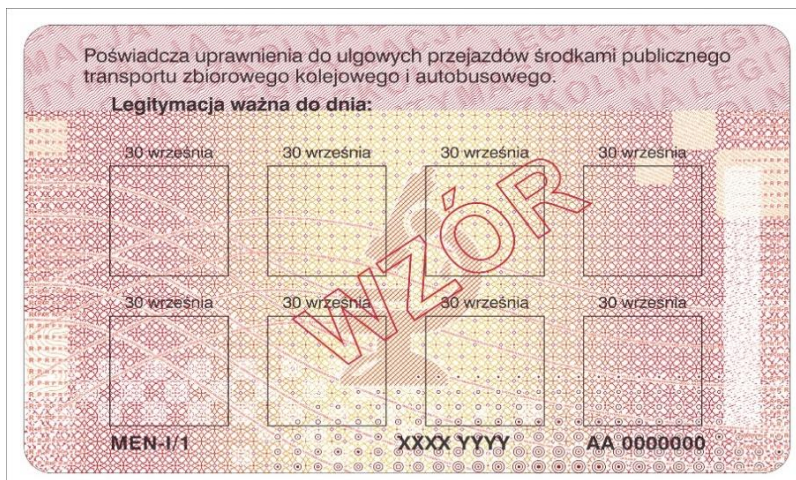 Poświadcza uprawnienia do ulgowych przejazdów środkami publicznego
transportu zbiorowego kolejowego i autobusowego.
Legitymacja ważna do dnia:
30 września 30 września 30 września 30 września
WZÓR
30 września 30 września 30 września 30 września
MEN-I/1 XXXX YYYY AA 0000000